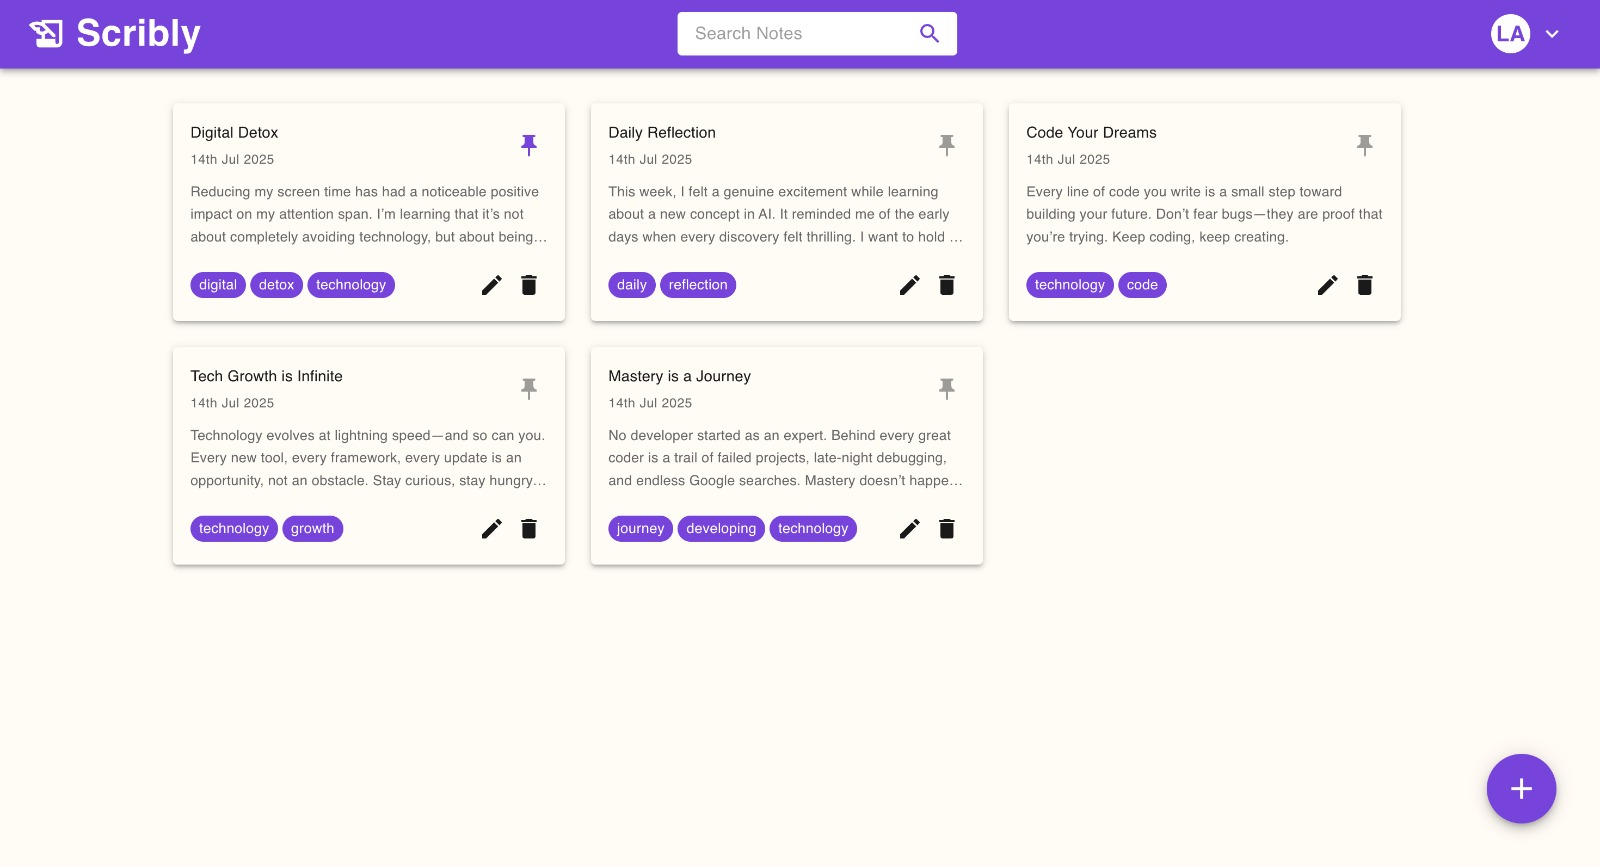 Scribly
Search Notes
LA
Digital Detox
14th Jul 2025
Reducing my screen time has had a noticeable positive
impact on my attention span. I’m learning that it’s not
about completely avoiding technology, but about being…
digital detox technology
Daily Reflection
14th Jul 2025
This week, I felt a genuine excitement while learning
about a new concept in AI. It reminded me of the early
days when every discovery felt thrilling. I want to hold …
daily reflection
Code Your Dreams
14th Jul 2025
Every line of code you write is a small step toward
building your future. Don’t fear bugs—they are proof that
you’re trying. Keep coding, keep creating.
technology code
Tech Growth is Infinite
14th Jul 2025
Technology evolves at lightning speed—and so can you.
Every new tool, every framework, every update is an
opportunity, not an obstacle. Stay curious, stay hungry…
technology growth
Mastery is a Journey
14th Jul 2025
No developer started as an expert. Behind every great
coder is a trail of failed projects, late-night debugging,
and endless Google searches. Mastery doesn’t happe…
journey developing technology